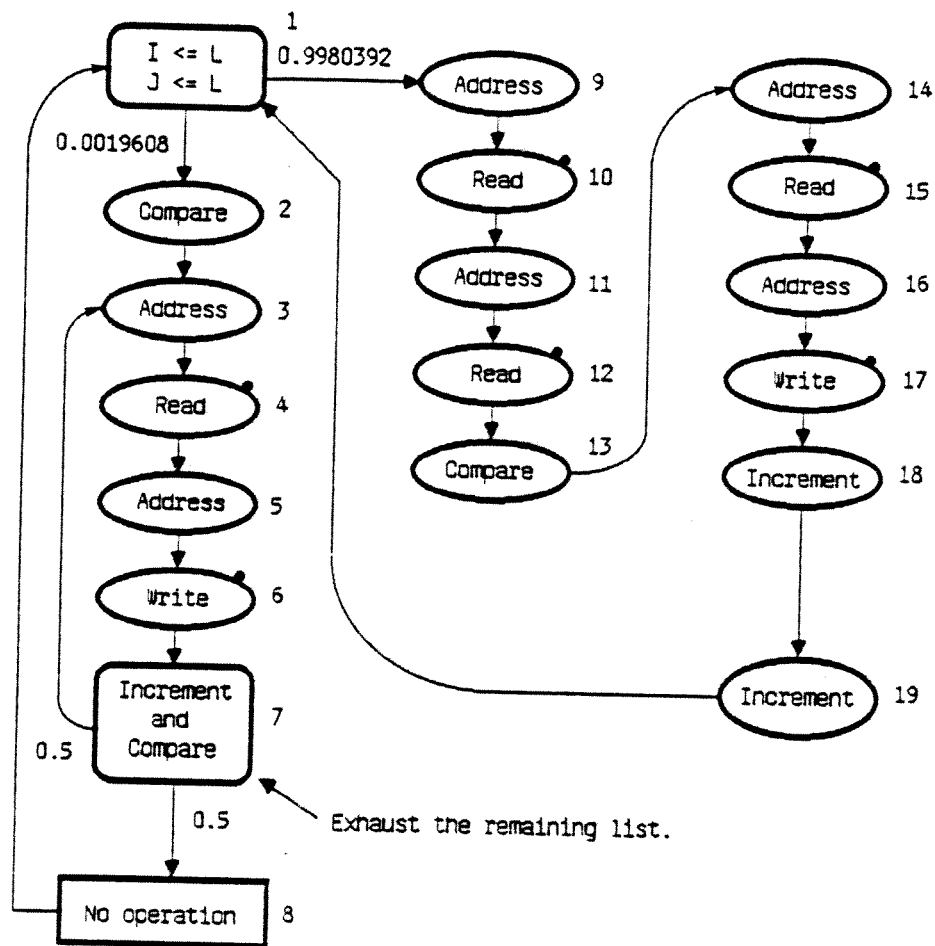 1
I <= L
J <= L
0.9980392
0.0019608
Compare
2
Address
3
Read
4
Address
5
Write
6
Increment
and
Compare
7
0.5
0.5
Exhaust the remaining list.
No operation
8
Address
9
Read
10
Address
11
Read
12
Compare
13
Address
14
Read
15
Address
16
Write
17
Increment
18
Increment
19